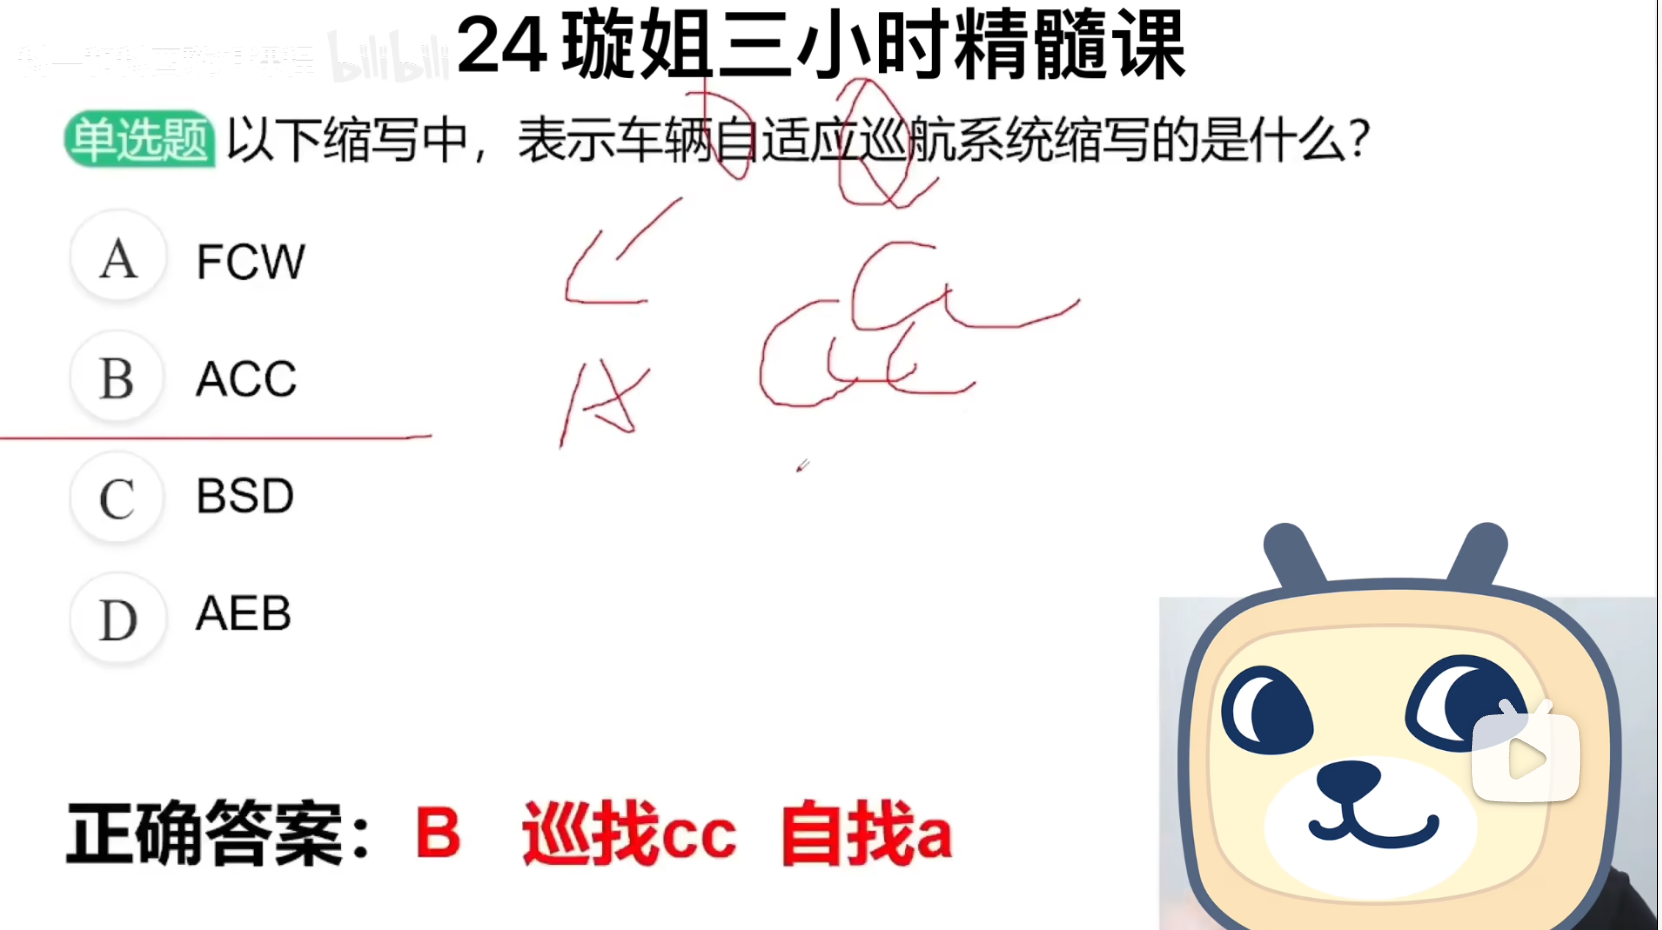 24璇姐三小时精髓课
bilibili
单选题 以下缩写中，表示车辆自适应巡航系统缩写的是什么？
A FCW
B ACC
C BSD
D AEB
A
正确答案：B 巡找cc 自找a